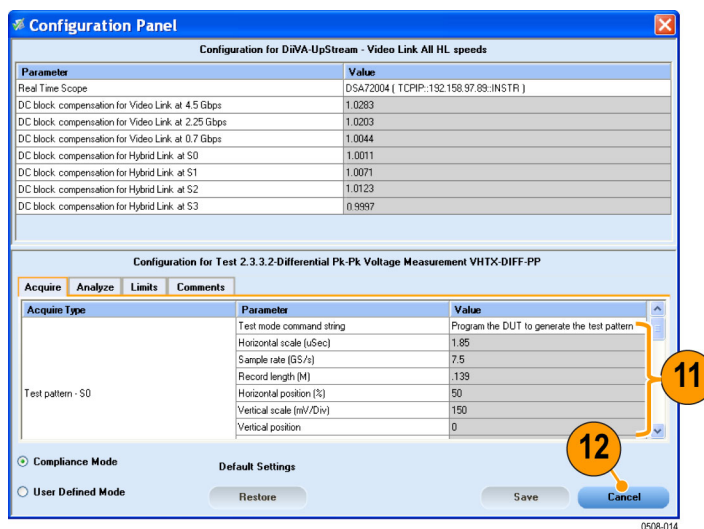 Configuration Panel
Configuration for DiiVA-UpStream - Video Link All HL speeds
Parameter Value
Real Time Scope DSA72004 ( TCPIP::192.158.97.89::INSTR )
DC block compensation for Video Link at 4.5 Gbps 1.0283
DC block compensation for Video Link at 2.25 Gbps 1.0203
DC block compensation for Video Link at 0.7 Gbps 1.0044
DC block compensation for Hybrid Link at S0 1.0011
DC block compensation for Hybrid Link at S1 1.0071
DC block compensation for Hybrid Link at S2 1.0123
DC block compensation for Hybrid Link at S3 0.9997
Configuration for Test 2.3.3.2-Differential Pk-Pk Voltage Measurement VHTX-DIFF-PP
Acquire Analyze Limits Comments
Acquire Type Parameter Value
Test mode command string Program the DUT to generate the test pattern
Horizontal scale (uSec) 1.85
Sample rate (GS/s) 7.5
Record length (M) .139
Test pattern - S0 Horizontal position (%) 50
Vertical scale (mV/Div) 150
Vertical position 0
11
12
Compliance Mode Default Settings
User Defined Mode Restore Save Cancel
0508-014